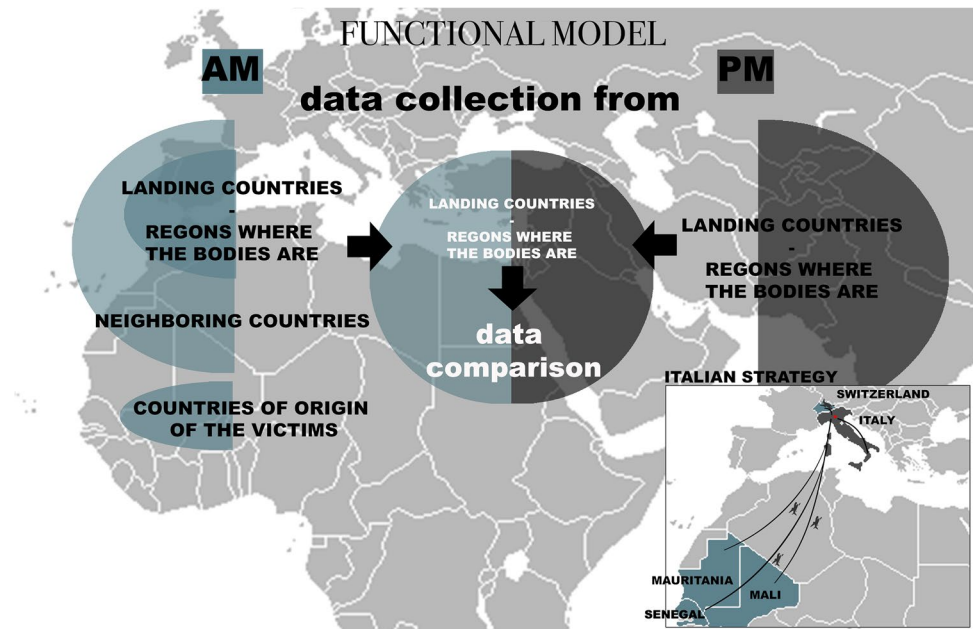 FUNCTIONAL MODEL
AM
PM
data collection from
LANDING COUNTRIES
-
REGONS WHERE
THE BODIES ARE
NEIGHBORING COUNTRIES
COUNTRIES OF ORIGIN
OF THE VICTIMS
LANDING COUNTRIES
-
REGONS WHERE
THE BODIES ARE
data
comparison
LANDING COUNTRIES
-
REGONS WHERE
THE BODIES ARE
ITALIAN STRATEGY
SWITZERLAND
ITALY
MAURITANIA
MALI
SENEGAL